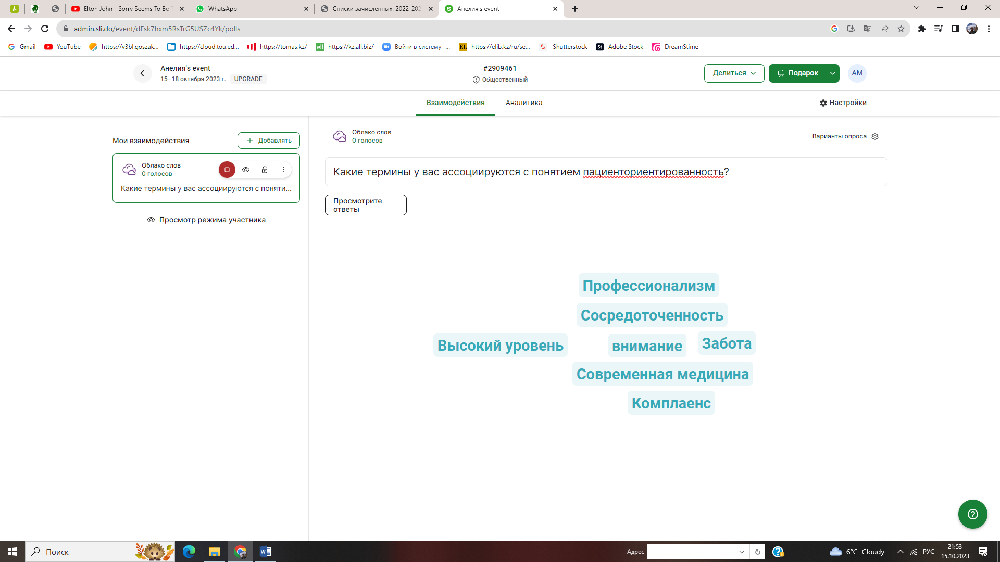 Elton John - Sorry Seems To Be T
WhatsApp
Списки зачисленных. 2022-202
Анелия's event
admin.sli.do/event/dFsk7hxm5RsTrG5USZc4Yk/polls
Gmail
YouTube
https://v3bl.goszak...
https://cloud.tou.ed...
https://tomas.kz/
https://kz.all.biz/
Войти в систему -...
https://elib.kz/ru/se...
Shutterstock
Adobe Stock
DreamStime
Анелия's event
15–18 октября 2023 г.
UPGRADE
#2909461
Общественный
Делиться
Подарок
АМ
Взаимодействия
Аналитика
Настройки
Мои взаимодействия
Добавлять
Облако слов
0 голосов
Какие термины у вас ассоциируются с поняти...
Просмотр режима участника
Облако слов
0 голосов
Варианты опроса
Какие термины у вас ассоциируются с понятием пациенториентированность?
Просмотрите
ответы
Профессионализм
Сосредоточенность
Высокий уровень
внимание
Забота
Современная медицина
Комплаенс
Поиск
Адрес
6°C Cloudy
РУС
21:53
15.10.2023